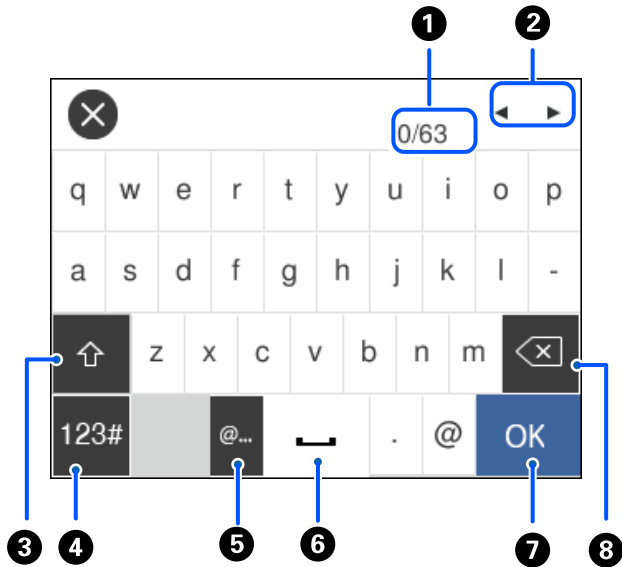 1 2
0/63
q w e r t y u i o p
a s d f g h j k l -
z x c v b n m
123# @... . @ OK
3 4 5 6 7 8